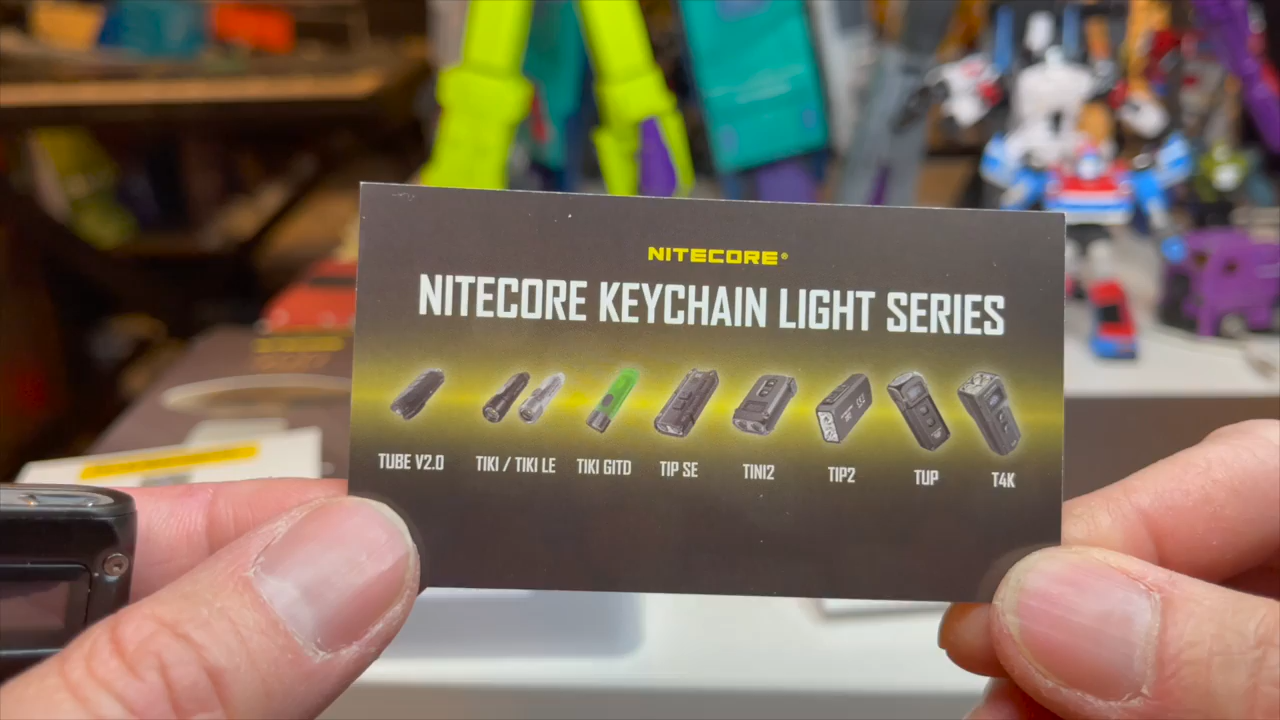 NITECORE®
NITECORE KEYCHAIN LIGHT SERIES
TUBE V2.0 TIKI / TIKI LE TIKI GITD TIP SE TINI2 TIP2 TUP T4K